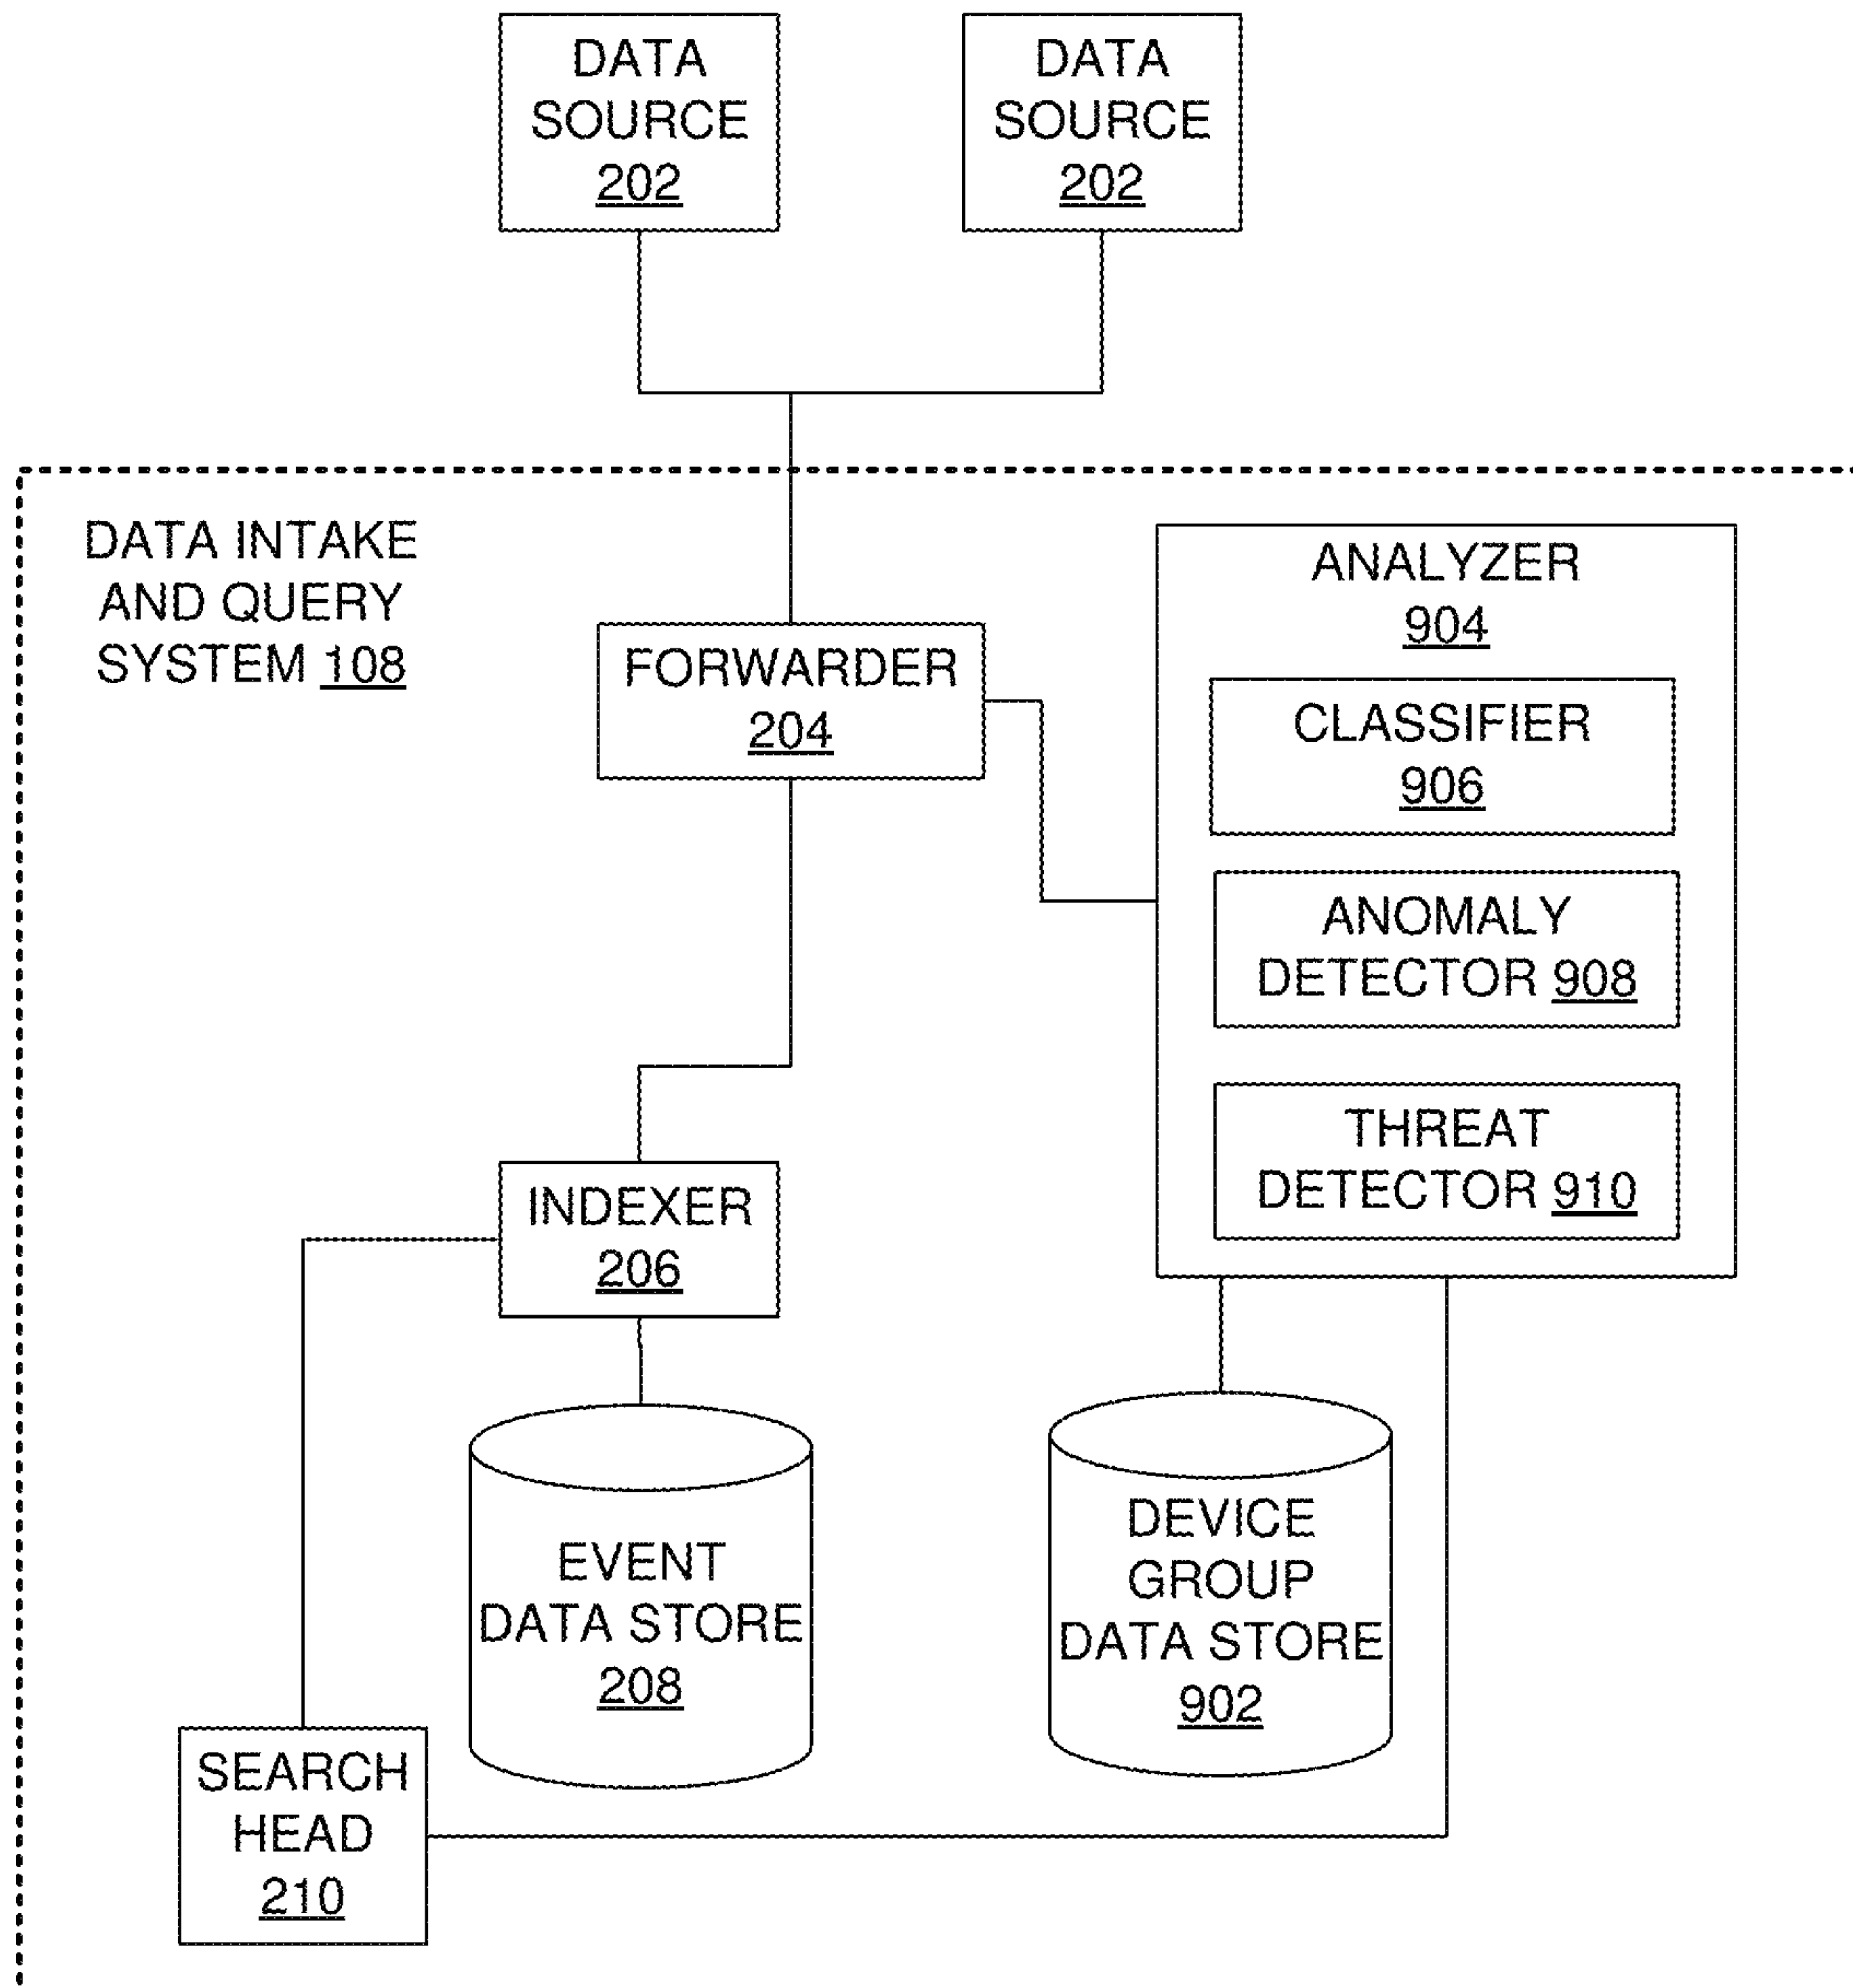 DATA
SOURCE
202
DATA
SOURCE
202
DATA INTAKE
AND QUERY
SYSTEM 108
FORWARDER
204
ANALYZER
904
CLASSIFIER
906
ANOMALY
DETECTOR 908
THREAT
DETECTOR 910
INDEXER
206
EVENT
DATA STORE
208
DEVICE
GROUP
DATA STORE
902
SEARCH
HEAD
210